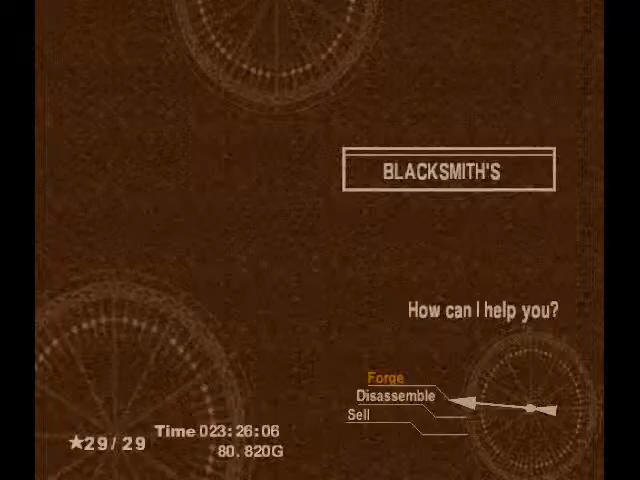 BLACKSMITH'S
How can I help you?
Forge
Disassemble
Sell
★29/29
Time 023:26:06
80.820G